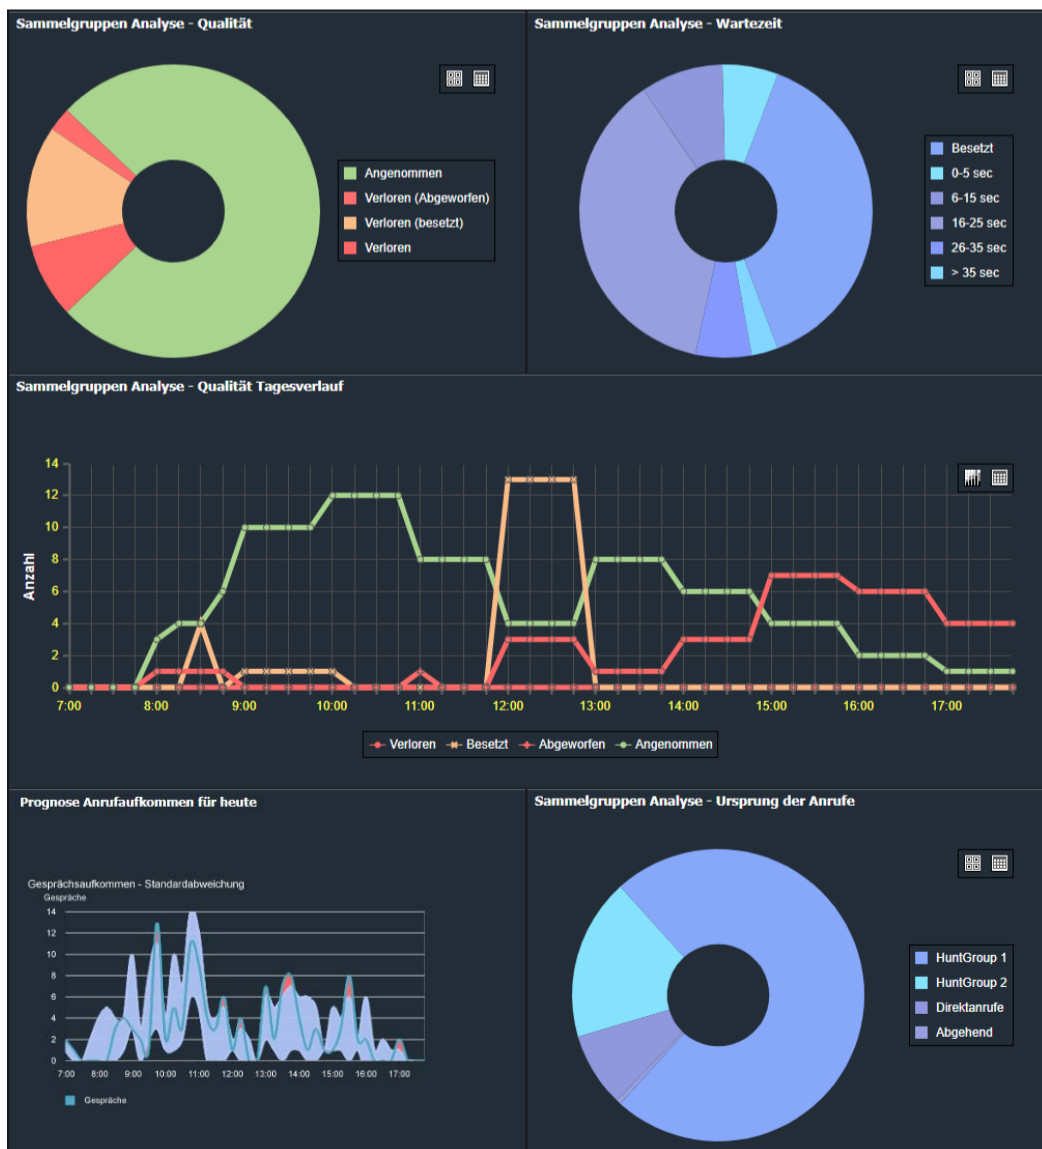 Sammelgruppen Analyse - Qualität
Angenommen
Verloren (Abgeworfen)
Verloren (besetzt)
Verloren
Sammelgruppen Analyse - Wartezeit
Besetzt
0-5 sec
6-15 sec
16-25 sec
26-35 sec
> 35 sec
Sammelgruppen Analyse - Qualität Tagesverlauf
Anzahl
14
12
10
8
6
4
2
0
7:00 8:00 9:00 10:00 11:00 12:00 13:00 14:00 15:00 16:00 17:00
Verloren Besetzt Abgeworfen Angenommen
Prognose Anrufaufkommen für heute
Gesprächsaufkommen - Standardabweichung
Gespräche
14
12
10
8
6
4
2
0
7:00 8:00 9:00 10:00 11:00 12:00 13:00 14:00 15:00 16:00 17:00
Gespräche
Sammelgruppen Analyse - Ursprung der Anrufe
HuntGroup 1
HuntGroup 2
Direktanrufe
Abgehend